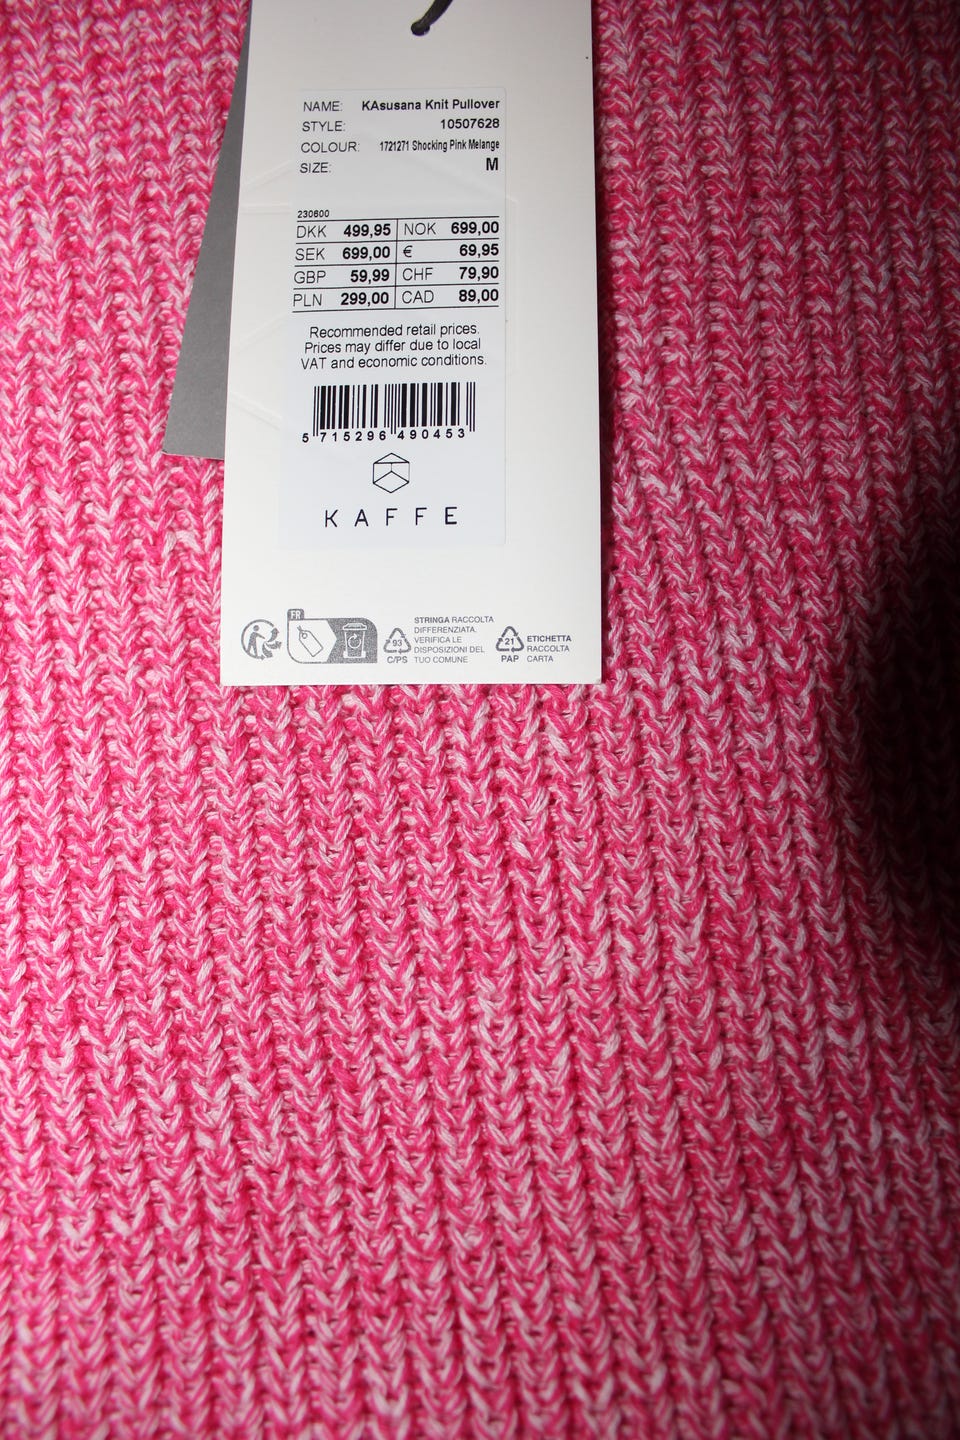 NAME: KAsusana Knit Pullover
STYLE: 10507628
COLOUR: 1721271 Shocking Pink Melange
SIZE: M
230600
DKK 499,95 NOK 699,00
SEK 699,00 € 69,95
GBP 59,99 CHF 79,90
PLN 299,00 CAD 89,00
Recommended retail prices.
Prices may differ due to local
VAT and economic conditions.
5 715296 490453
KAFFE
FR
93
C/PS
STRINGA RACCOLTA
DIFFERENZIATA.
VERIFICA LE
DISPOSIZIONI DEL
TUO COMUNE
21
PAP
ETICHETTA
RACCOLTA
CARTA